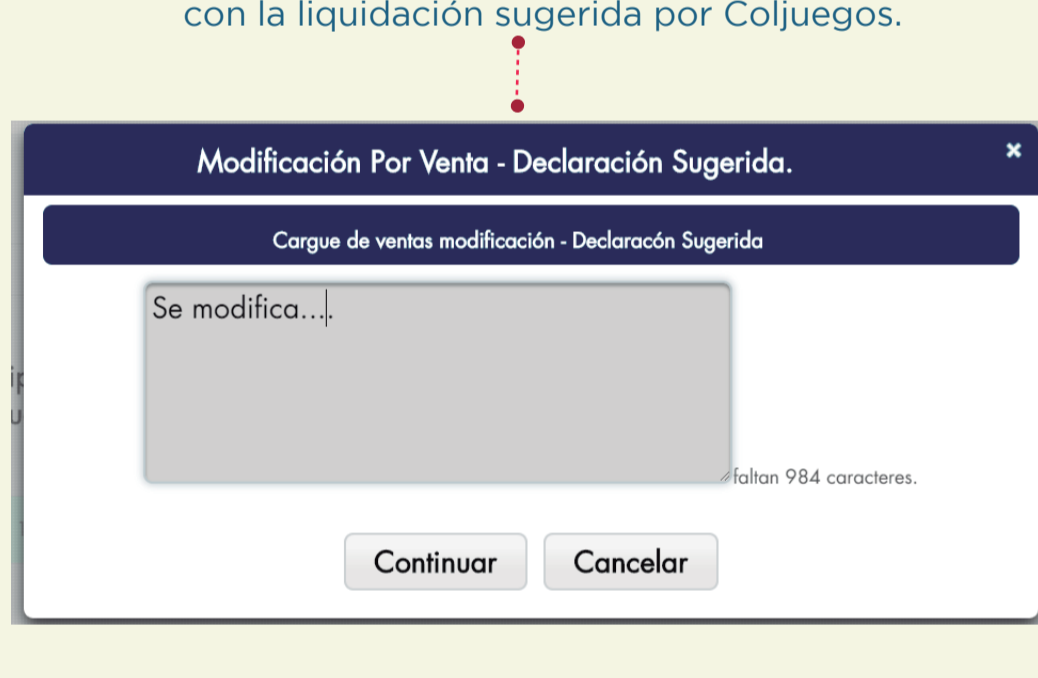 con la liquidación sugerida por Coljuegos.
Modificación Por Venta - Declaración Sugerida.
×
Cargue de ventas modificación - Declaracón Sugerida
Se modifica....
faltan 984 caracteres.
Continuar
Cancelar